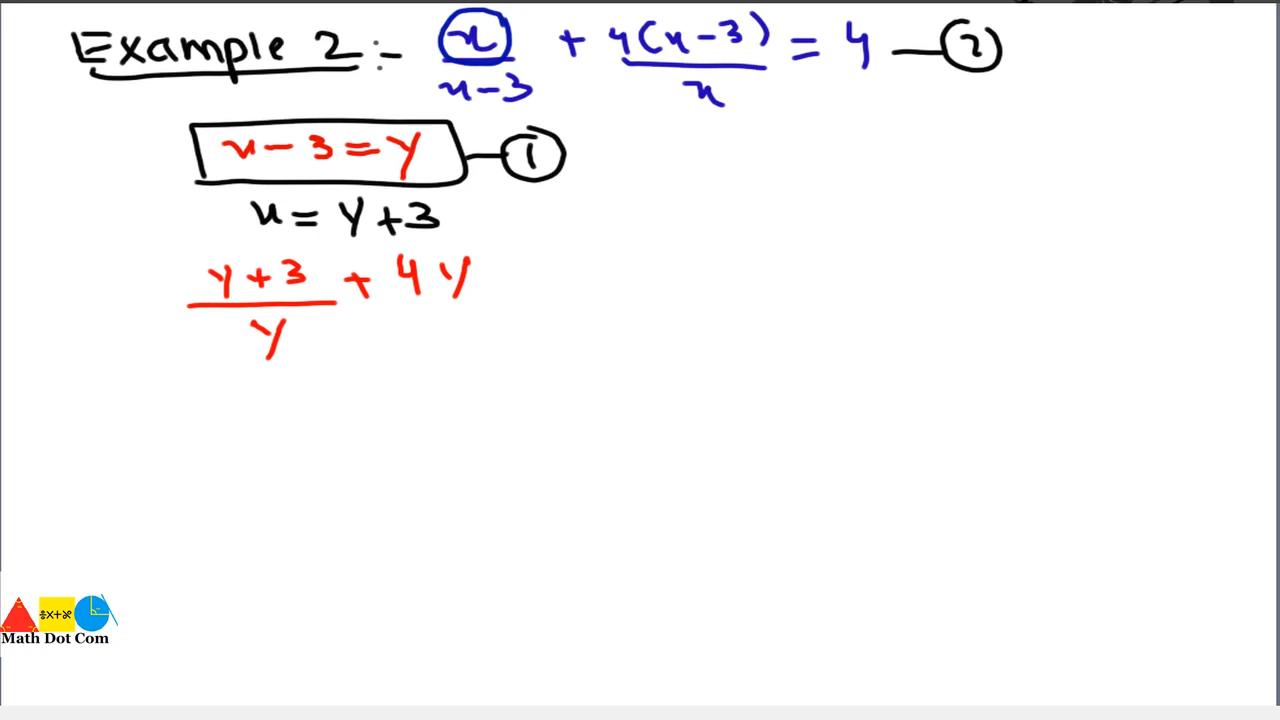 Example 2 :- x/(x-3) + 4(x-3)/x = 4 — ②
x - 3 = y — ①
x = y + 3
(y + 3)/y + 4y
Math Dot Com